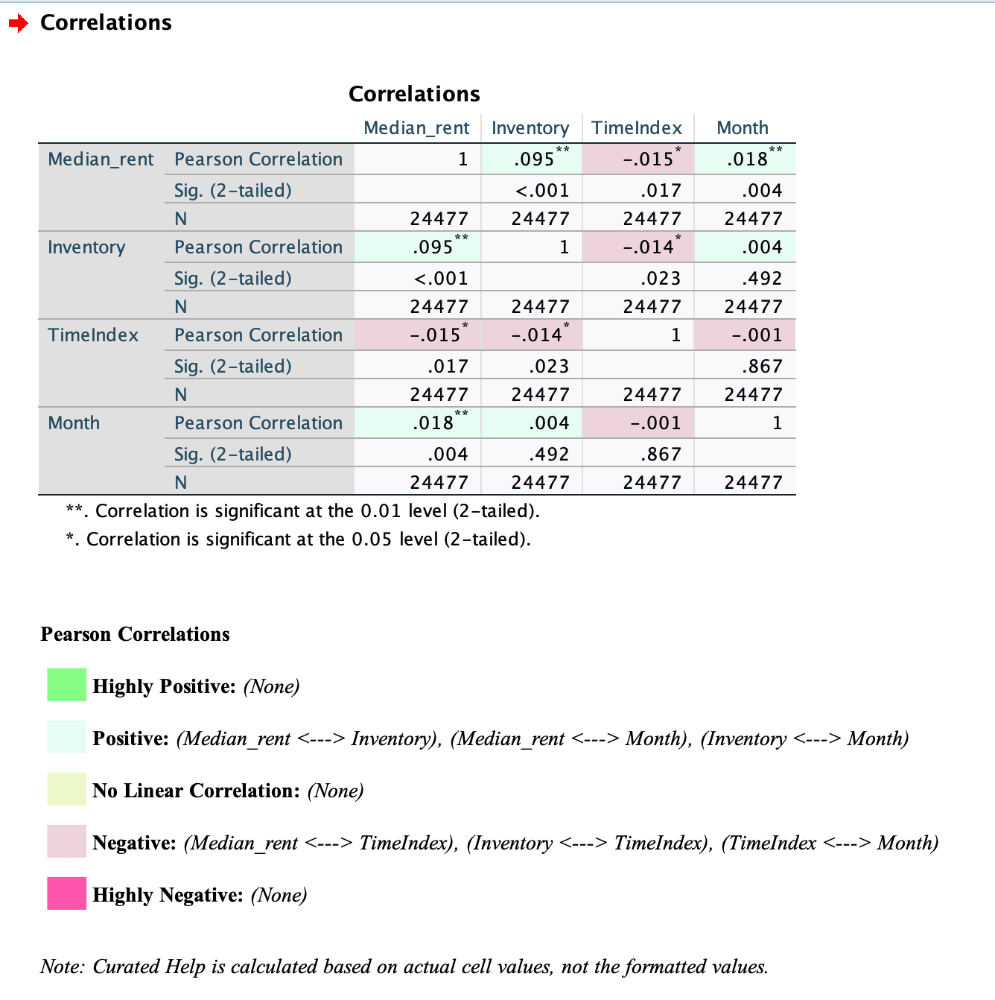 Correlations
Correlations
Median_rent Inventory TimeIndex Month
Median_rent Pearson Correlation 1 .095** -.015* .018**
Sig. (2-tailed) <.001 .017 .004
N 24477 24477 24477 24477
Inventory Pearson Correlation .095** 1 -.014* .004
Sig. (2-tailed) <.001 .023 .492
N 24477 24477 24477 24477
TimeIndex Pearson Correlation -.015* -.014* 1 -.001
Sig. (2-tailed) .017 .023 .867
N 24477 24477 24477 24477
Month Pearson Correlation .018** .004 -.001 1
Sig. (2-tailed) .004 .492 .867
N 24477 24477 24477 24477
**. Correlation is significant at the 0.01 level (2-tailed).
*. Correlation is significant at the 0.05 level (2-tailed).
Pearson Correlations
Highly Positive: (None)
Positive: (Median_rent <---> Inventory), (Median_rent <---> Month), (Inventory <---> Month)
No Linear Correlation: (None)
Negative: (Median_rent <---> TimeIndex), (Inventory <---> TimeIndex), (TimeIndex <---> Month)
Highly Negative: (None)
Note: Curated Help is calculated based on actual cell values, not the formatted values.